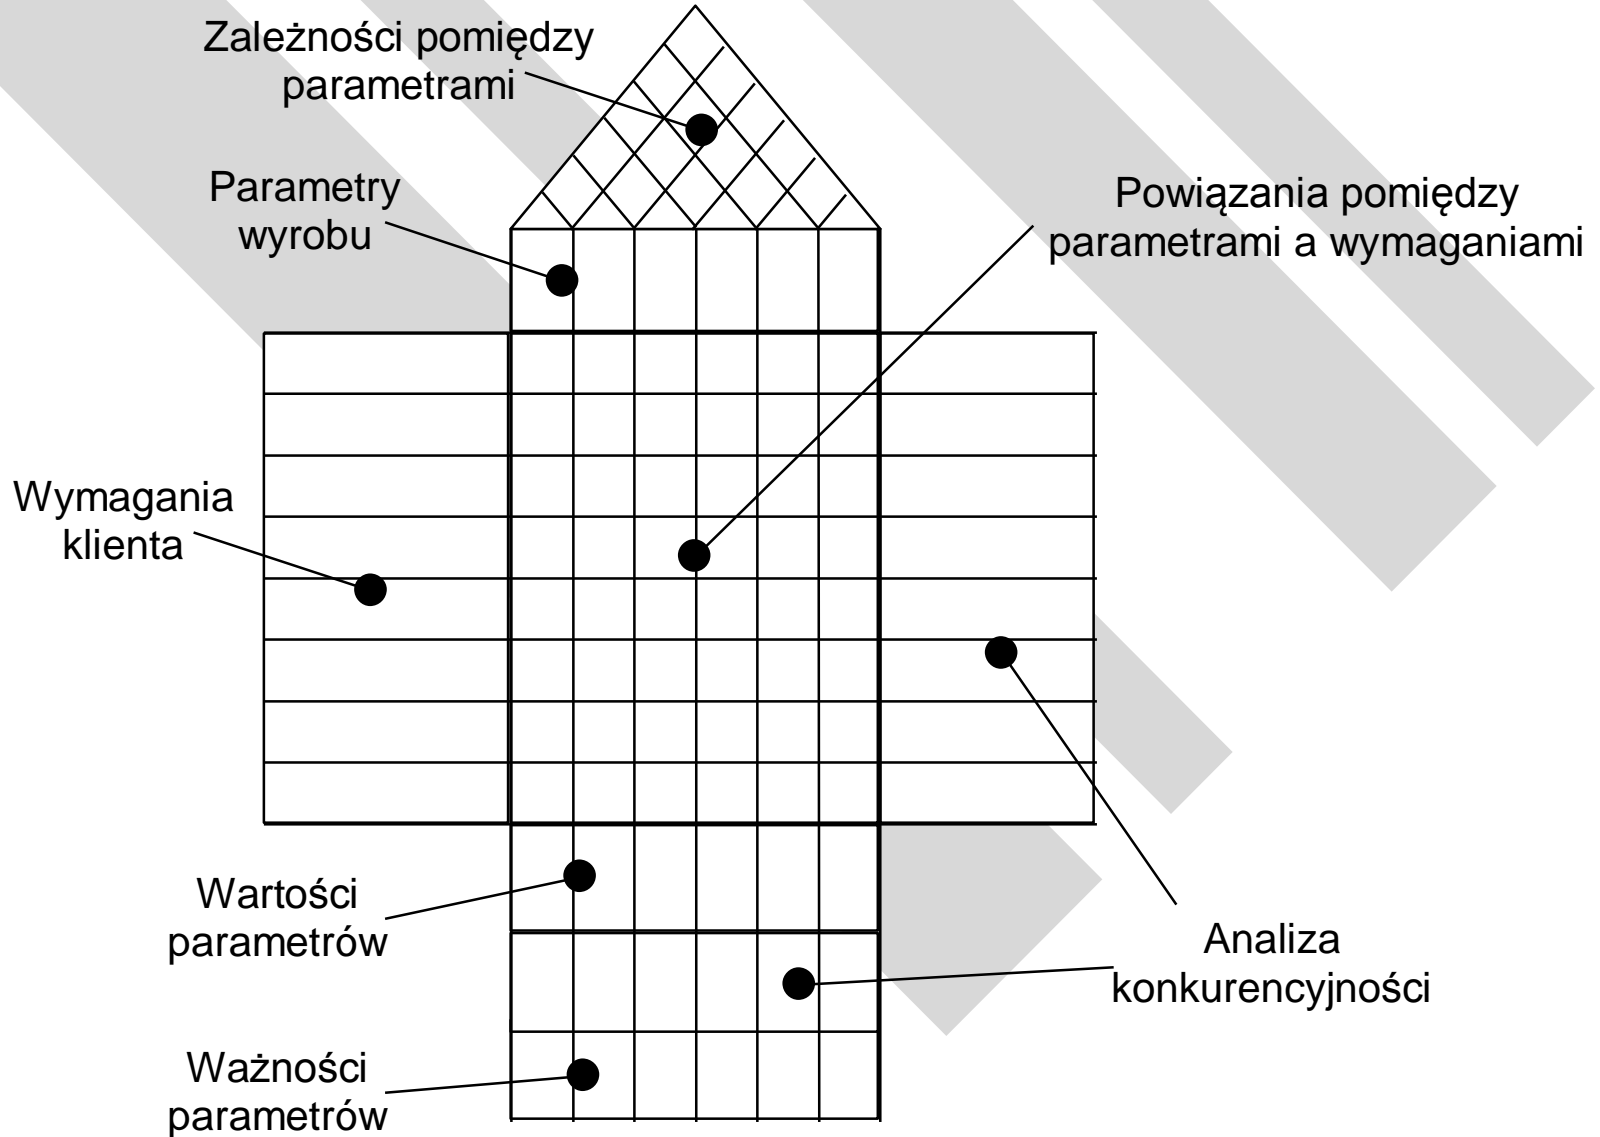 Zależności pomiędzy
parametrami
Parametry
wyrobu
Powiązania pomiędzy
parametrami a wymaganiami
Wymagania
klienta
Wartości
parametrów
Analiza
konkurencyjności
Ważności
parametrów